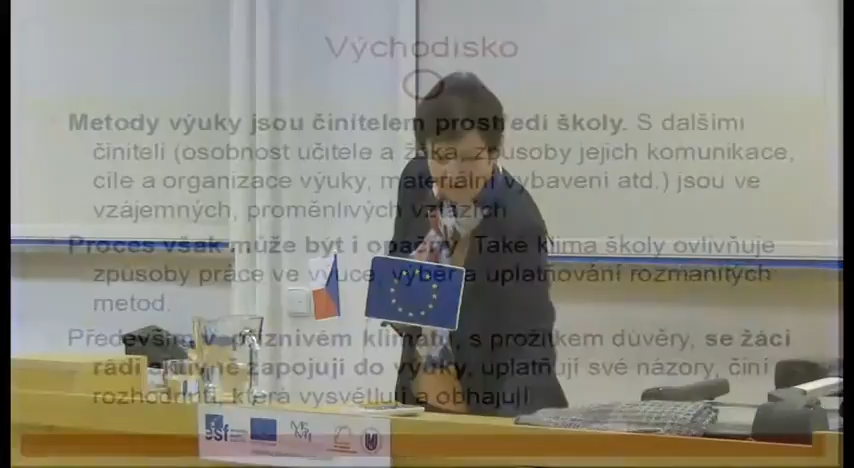 Východisko
Metody výuky jsou činitelem prostředí školy. S dalšími
činiteli (osobnost učitele a žáka, způsoby jejich komunikace,
cíle a organizace výuky, materiální vybavení atd.) jsou ve
vzájemných, proměnlivých vztazích
Proces však může být i opačný. Také klima školy ovlivňuje
způsoby práce ve výuce, výběr a uplatňování rozmanitých
metod.
Především v příznivém klimatu, s prožitkem důvěry, se žáci
rádi aktivně zapojují do výuky, uplatňují své názory, činí
rozhodnutí, která vysvětlují a obhajují
esf